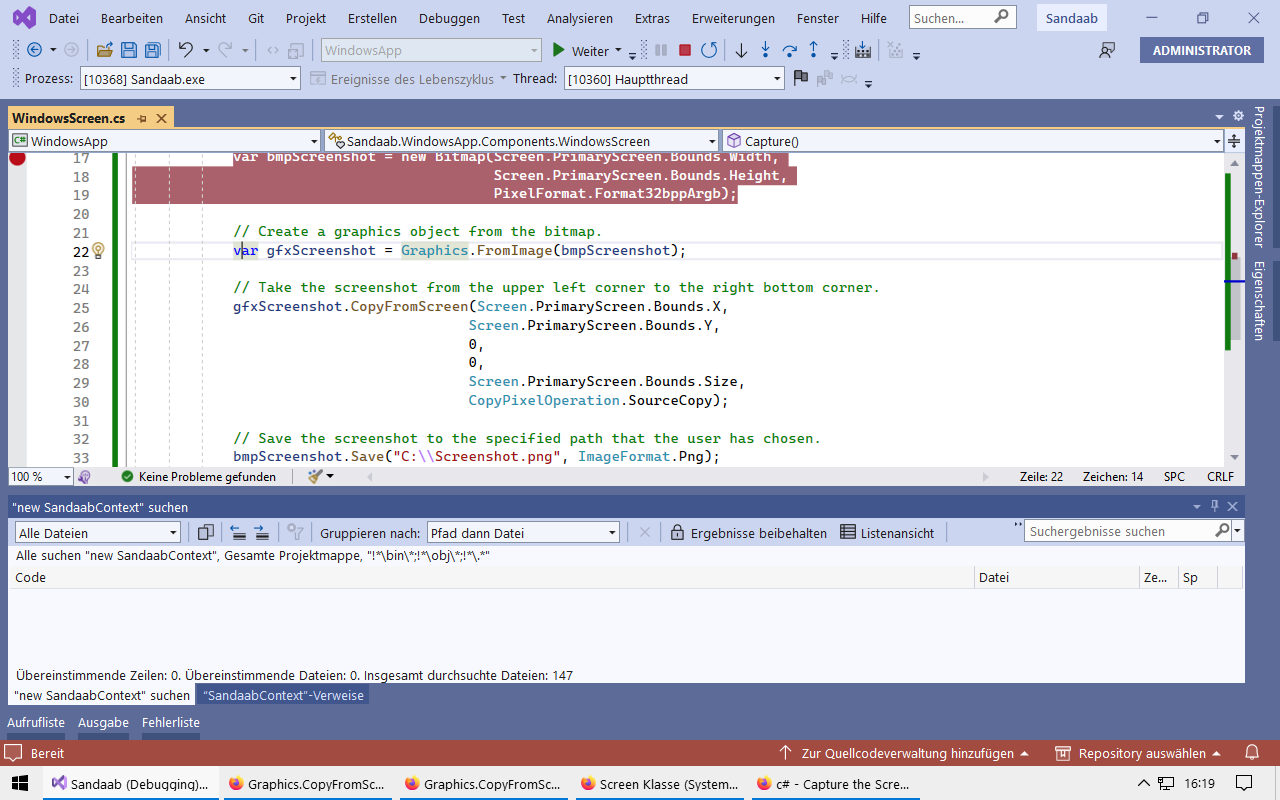 Datei Bearbeiten Ansicht Git Projekt Erstellen Debuggen Test Analysieren Extras Erweiterungen Fenster Hilfe Suchen... Sandaab
WindowsApp Weiter ADMINISTRATOR
Prozess: [10368] Sandaab.exe Ereignisse des Lebenszyklus Thread: [10360] Hauptthread
WindowsScreen.cs
WindowsApp Sandaab.WindowsApp.Components.WindowsScreen Capture()
17 var bmpScreenshot = new Bitmap(Screen.PrimaryScreen.Bounds.Width,
18 Screen.PrimaryScreen.Bounds.Height,
19 PixelFormat.Format32bppArgb);
20
21 // Create a graphics object from the bitmap.
22 var gfxScreenshot = Graphics.FromImage(bmpScreenshot);
23
24 // Take the screenshot from the upper left corner to the right bottom corner.
25 gfxScreenshot.CopyFromScreen(Screen.PrimaryScreen.Bounds.X,
26 Screen.PrimaryScreen.Bounds.Y,
27 0,
28 0,
29 Screen.PrimaryScreen.Bounds.Size,
30 CopyPixelOperation.SourceCopy);
31
32 // Save the screenshot to the specified path that the user has chosen.
33 bmpScreenshot.Save("C:\\Screenshot.png", ImageFormat.Png);
Projektmappen-Explorer
Eigenschaften
100 % Keine Probleme gefunden Zeile: 22 Zeichen: 14 SPC CRLF
"new SandaabContext" suchen
Alle Dateien Gruppieren nach: Pfad dann Datei Ergebnisse beibehalten Listenansicht Suchergebnisse suchen
Alle suchen "new SandaabContext", Gesamte Projektmappe, "!*\bin\*;!*\obj\*;!*\.*"
Code Datei Ze... Sp
Übereinstimmende Zeilen: 0. Übereinstimmende Dateien: 0. Insgesamt durchsuchte Dateien: 147
"new SandaabContext" suchen "SandaabContext"-Verweise
Aufrufliste Ausgabe Fehlerliste
Bereit Zur Quellcodeverwaltung hinzufügen Repository auswählen
Sandaab (Debugging)... Graphics.CopyFromSc... Graphics.CopyFromSc... Screen Klasse (System... c# - Capture the Scre... 16:19